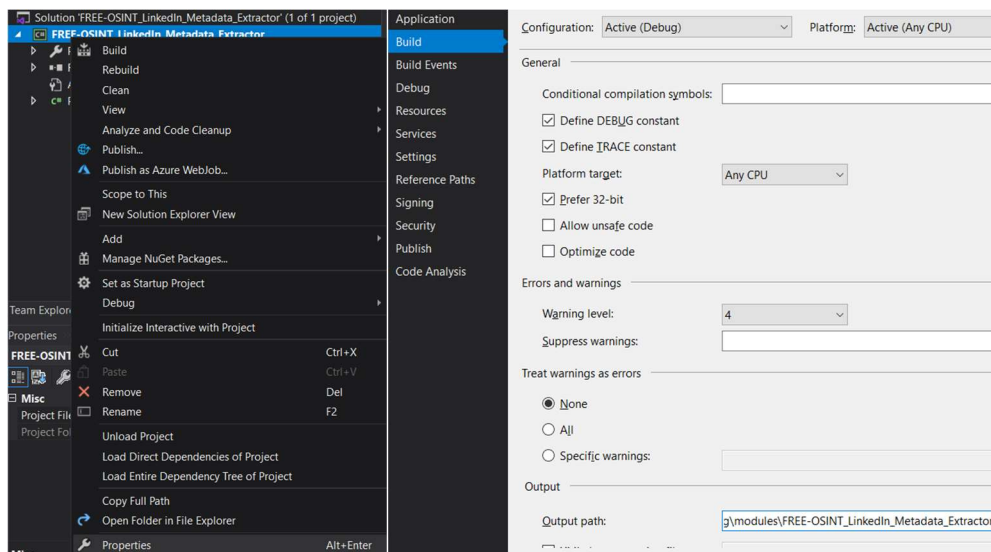 Solution 'FREE-OSINT_LinkedIn_Metadata_Extractor' (1 of 1 project)
FREE-OSINT_LinkedIn_Metadata_Extractor
Build
Rebuild
Clean
View
Analyze and Code Cleanup
Publish...
Publish as Azure WebJob...
Scope to This
New Solution Explorer View
Add
Manage NuGet Packages...
Set as Startup Project
Debug
Initialize Interactive with Project
Cut Ctrl+X
Paste Ctrl+V
Remove Del
Rename F2
Unload Project
Load Direct Dependencies of Project
Load Entire Dependency Tree of Project
Copy Full Path
Open Folder in File Explorer
Properties Alt+Enter
Team Explor
Properties
FREE-OSINT
Misc
Project File
Project Fol
Application
Build
Build Events
Debug
Resources
Services
Settings
Reference Paths
Signing
Security
Publish
Code Analysis
Configuration: Active (Debug) Platform: Active (Any CPU)
General
Conditional compilation symbols:
Define DEBUG constant
Define TRACE constant
Platform target: Any CPU
Prefer 32-bit
Allow unsafe code
Optimize code
Errors and warnings
Warning level: 4
Suppress warnings:
Treat warnings as errors
None
All
Specific warnings:
Output
Output path: g\modules\FREE-OSINT_LinkedIn_Metadata_Extractor